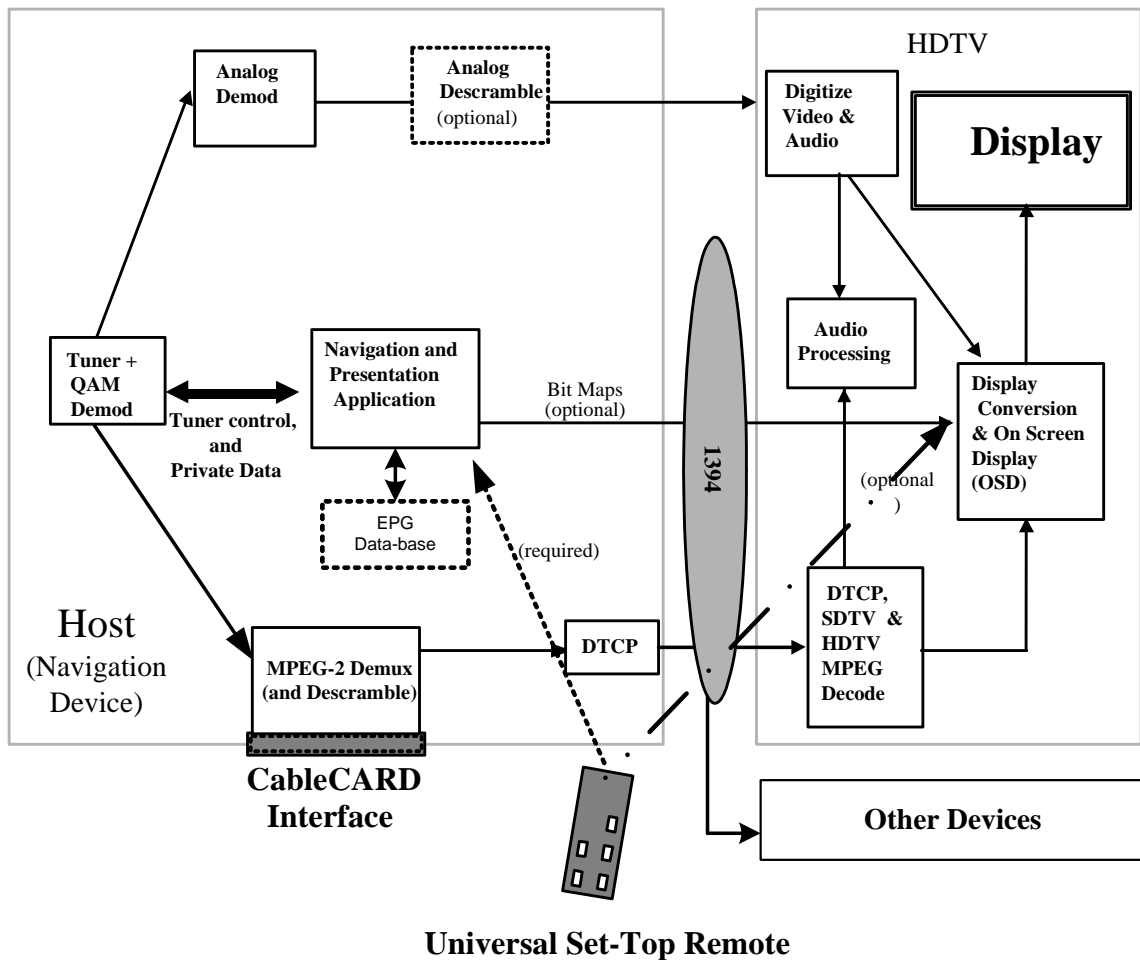 HDTV
Analog
Demod
Analog
Descramble
(optional)
Digitize
Video &
Audio
Display
Tuner +
QAM
Demod
Tuner control,
and
Private Data
Navigation and
Presentation
Application
Bit Maps
(optional)
1394
Audio
Processing
Display
Conversion
& On Screen
Display
(OSD)
(optional
)
EPG
Data-base
(required)
Host
(Navigation
Device)
MPEG-2 Demux
(and Descramble)
DTCP
DTCP,
SDTV &
HDTV
MPEG
Decode
CableCARD
Interface
Other Devices
Universal Set-Top Remote